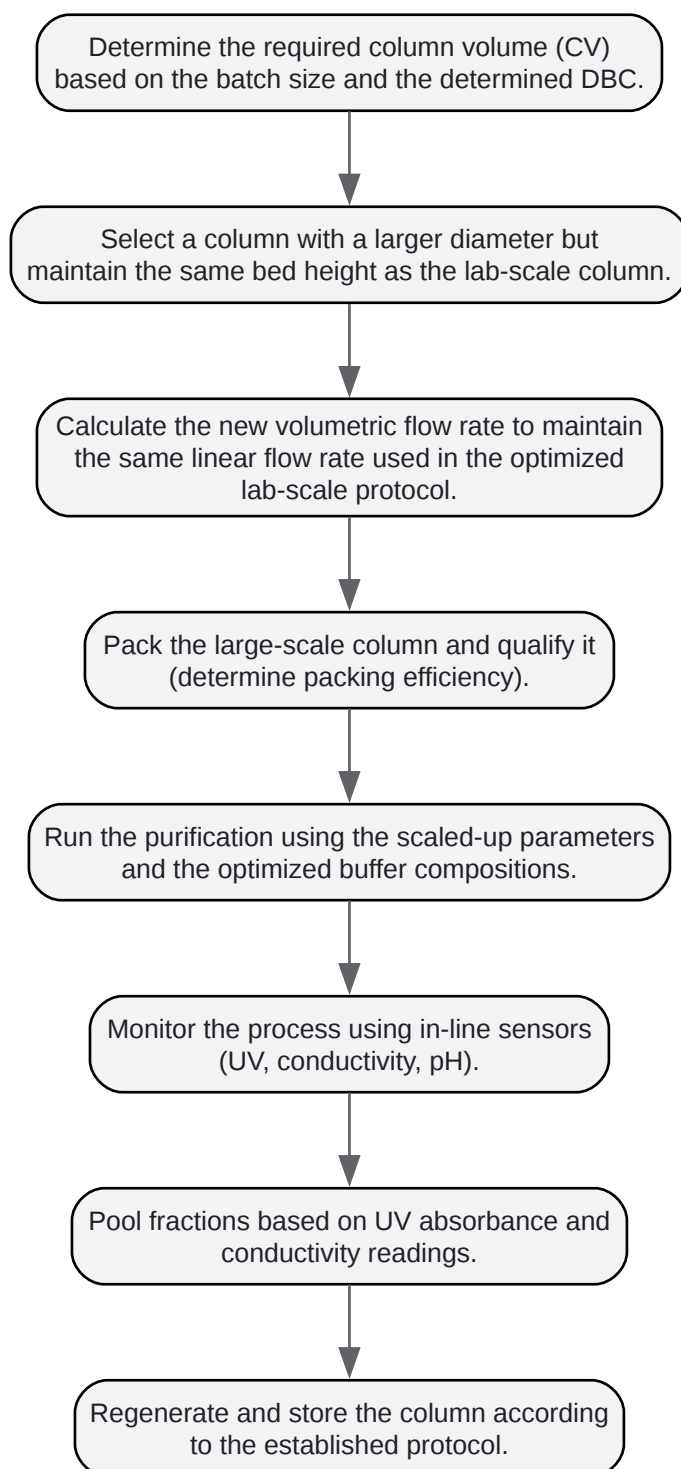 Determine the required column volume (CV)
based on the batch size and the determined DBC.
Select a column with a larger diameter but
maintain the same bed height as the lab-scale column.
Calculate the new volumetric flow rate to maintain
the same linear flow rate used in the optimized
lab-scale protocol.
Pack the large-scale column and qualify it
(determine packing efficiency).
Run the purification using the scaled-up parameters
and the optimized buffer compositions.
Monitor the process using in-line sensors
(UV, conductivity, pH).
Pool fractions based on UV absorbance and
conductivity readings.
Regenerate and store the column according
to the established protocol.